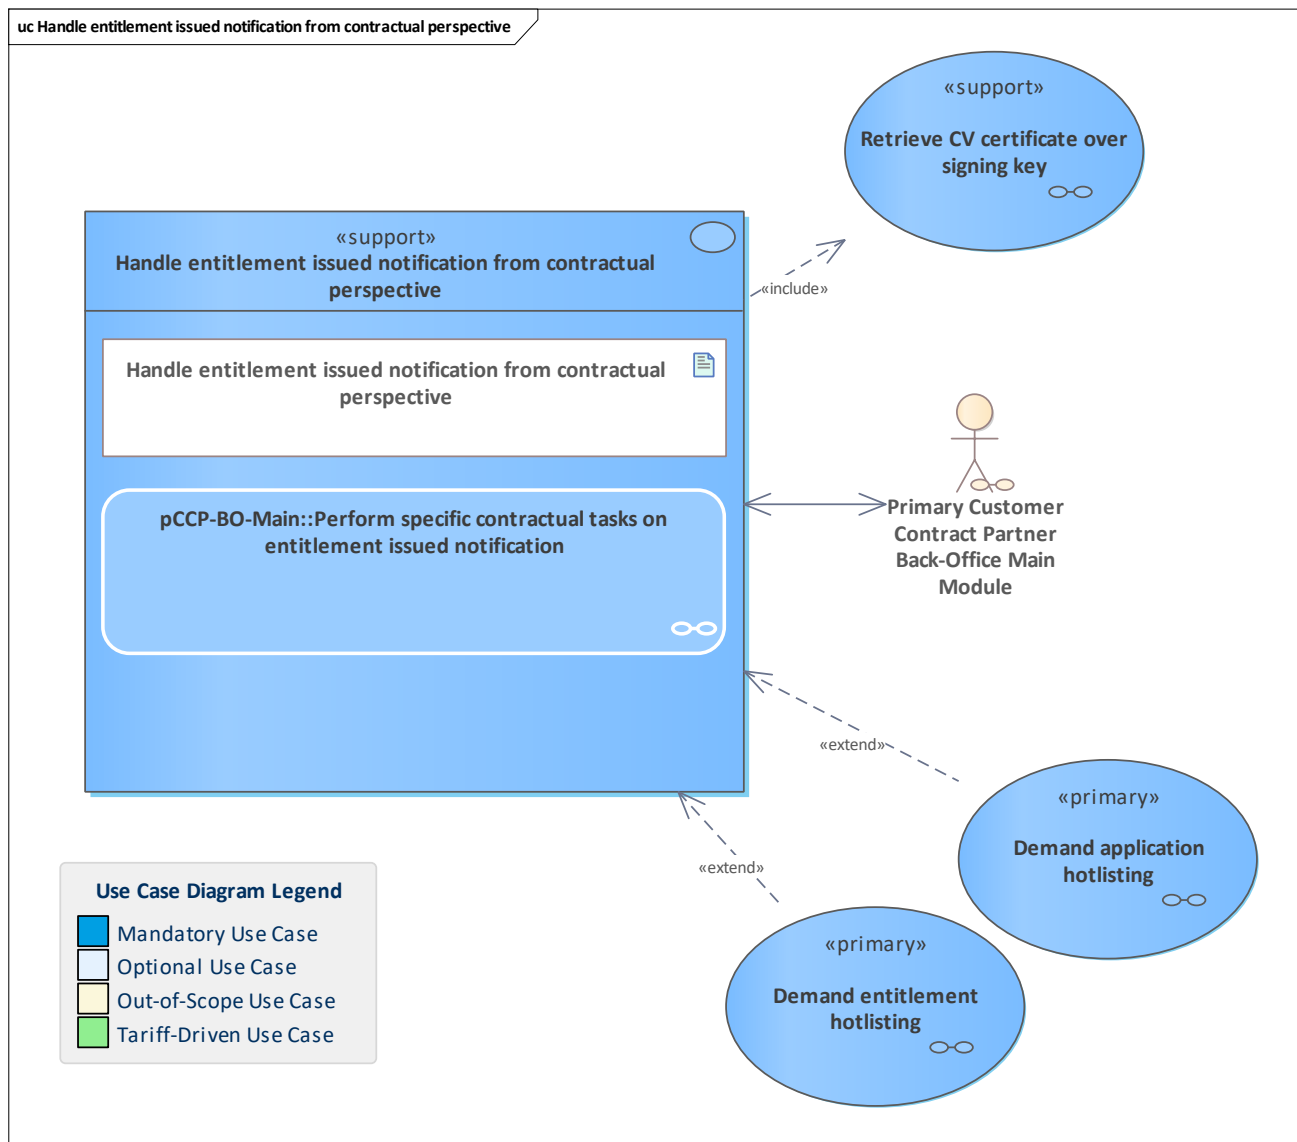 uc Handle entitlement issued notification from contractual perspective
«support»
Retrieve CV certificate over
signing key
«support»
Handle entitlement issued notification from contractual
perspective
«include»
Handle entitlement issued notification from contractual
perspective
pCCP-BO-Main::Perform specific contractual tasks on
entitlement issued notification
Primary Customer
Contract Partner
Back-Office Main
Module
«extend»
«primary»
Demand application
hotlisting
«extend»
«primary»
Demand entitlement
hotlisting
Use Case Diagram Legend
Mandatory Use Case
Optional Use Case
Out-of-Scope Use Case
Tariff-Driven Use Case